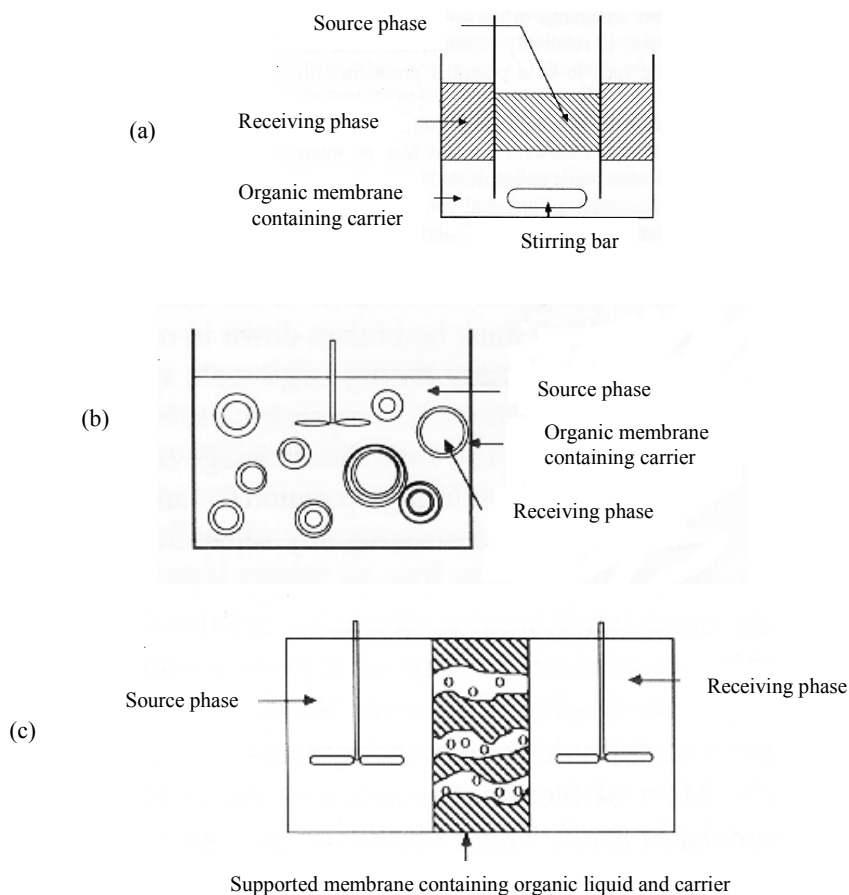 Source phase
(a)
Receiving phase
Organic membrane
containing carrier
Stirring bar
(b)
Source phase
Organic membrane
containing carrier
Receiving phase
(c)
Source phase
Receiving phase
Supported membrane containing organic liquid and carrier